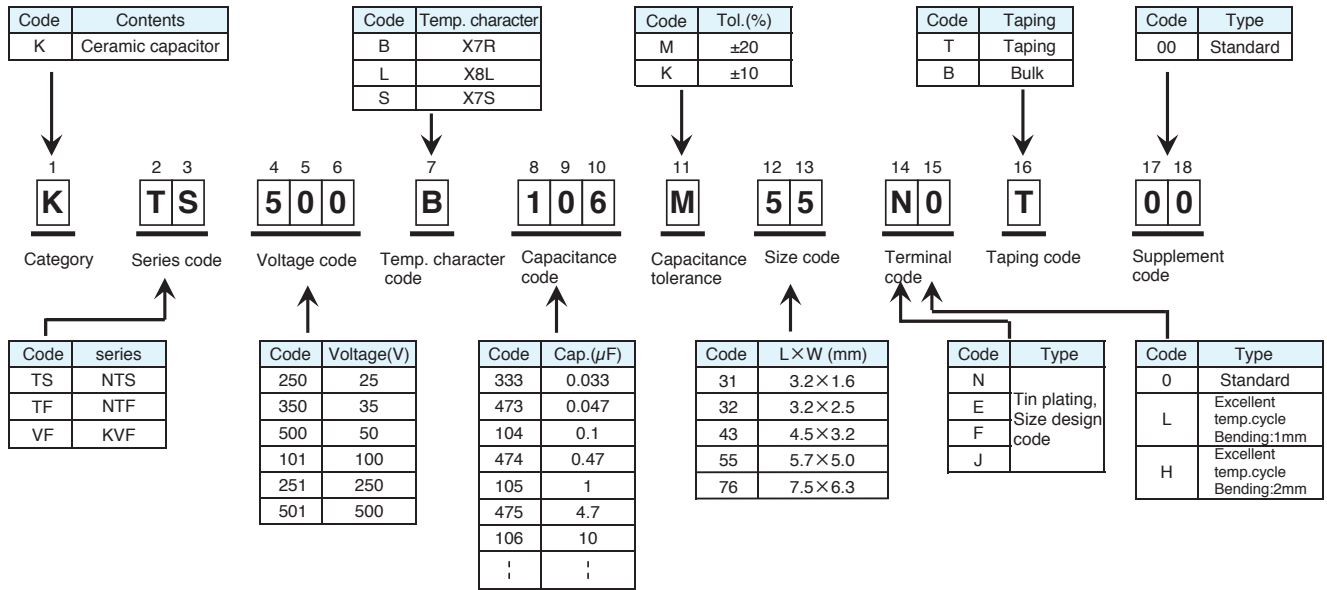 Code Contents
K Ceramic capacitor
Code Temp. character
B X7R
L X8L
S X7S
Code Tol.(%)
M ±20
K ±10
Code Taping
T Taping
B Bulk
Code Type
00 Standard
1 2 3 4 5 6 7 8 9 10 11 12 13 14 15 16 17 18
K T S 5 0 0 B 1 0 6 M 5 5 N 0 T 0 0
Category
Series code
Voltage code
Temp. character
code
Capacitance
code
Capacitance
tolerance
Size code
Terminal
code
Taping code
Supplement
code
Code series
TS NTS
TF NTF
VF KVF
Code Voltage(V)
250 25
350 35
500 50
101 100
251 250
501 500
Code Cap.(µF)
333 0.033
473 0.047
104 0.1
474 0.47
105 1
475 4.7
106 10
Code L×W (mm)
31 3.2×1.6
32 3.2×2.5
43 4.5×3.2
55 5.7×5.0
76 7.5×6.3
Code Type
N
E
F
J
Tin plating,
Size design
code
Code Type
0 Standard
L
Excellent
temp.cycle
Bending:1mm
H
Excellent
temp.cycle
Bending:2mm